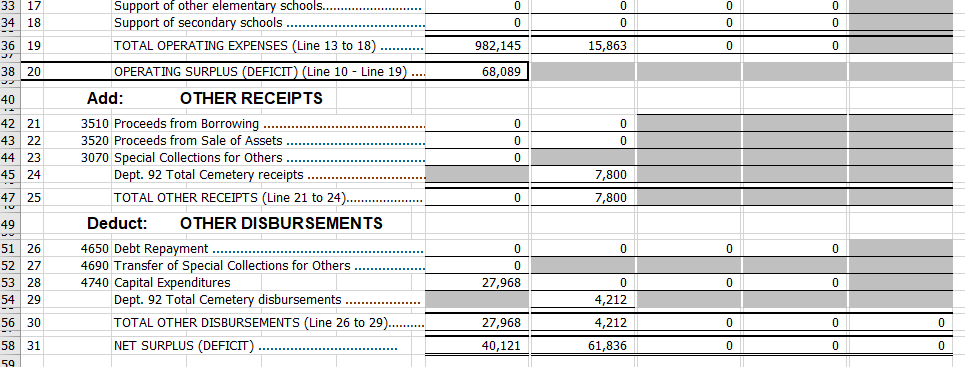 33 17 Support of other elementary schools............................ 0 0 0 0
34 18 Support of secondary schools ...................................... 0 0 0 0
36 19 TOTAL OPERATING EXPENSES (Line 13 to 18) ........... 982,145 15,863 0 0
38 20 OPERATING SURPLUS (DEFICIT) (Line 10 - Line 19) .... 68,089
40 Add: OTHER RECEIPTS
42 21 3510 Proceeds from Borrowing ............................................. 0 0
43 22 3520 Proceeds from Sale of Assets ....................................... 0 0
44 23 3070 Special Collections for Others ...................................... 0
45 24 Dept. 92 Total Cemetery receipts ................................. 7,800
47 25 TOTAL OTHER RECEIPTS (Line 21 to 24)..................... 0 7,800
49 Deduct: OTHER DISBURSEMENTS
51 26 4650 Debt Repayment .......................................................... 0 0 0 0
52 27 4690 Transfer of Special Collections for Others .................... 0
53 28 4740 Capital Expenditures 27,968 0 0 0
54 29 Dept. 92 Total Cemetery disbursements ..................... 4,212
56 30 TOTAL OTHER DISBURSEMENTS (Line 26 to 29).......... 27,968 4,212 0 0 0
58 31 NET SURPLUS (DEFICIT) ....................................... 40,121 61,836 0 0 0
59